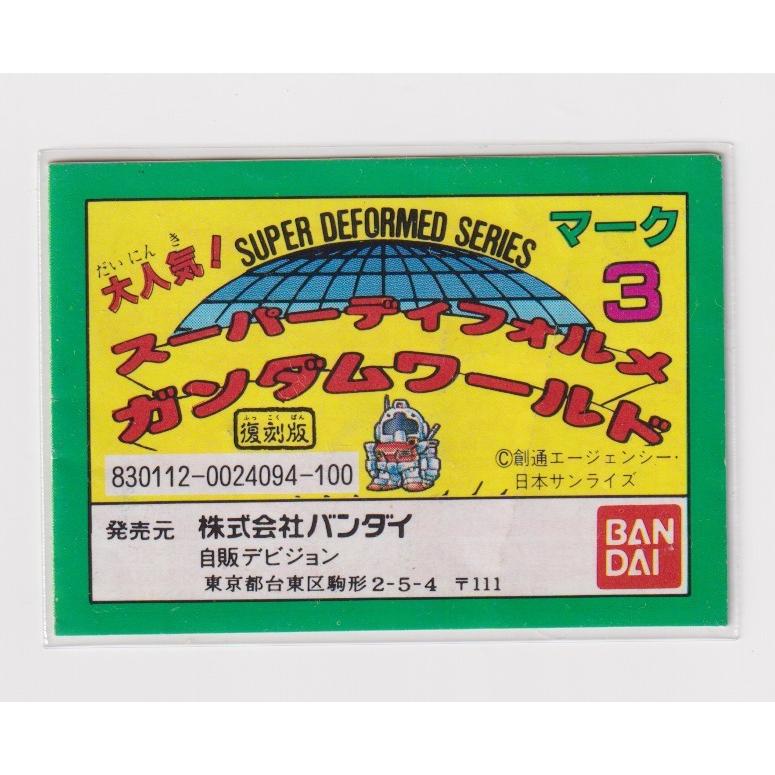 だいにんき
大人気!
SUPER DEFORMED SERIES
マーク
3
スーパーディフォルメ
ガンダムワールド
ふっこくばん
復刻版
830112-0024094-100
©創通エージェンシー・
日本サンライズ
発売元 株式会社バンダイ
自販デビジョン
東京都台東区駒形2-5-4 〒111
BAN
DAI